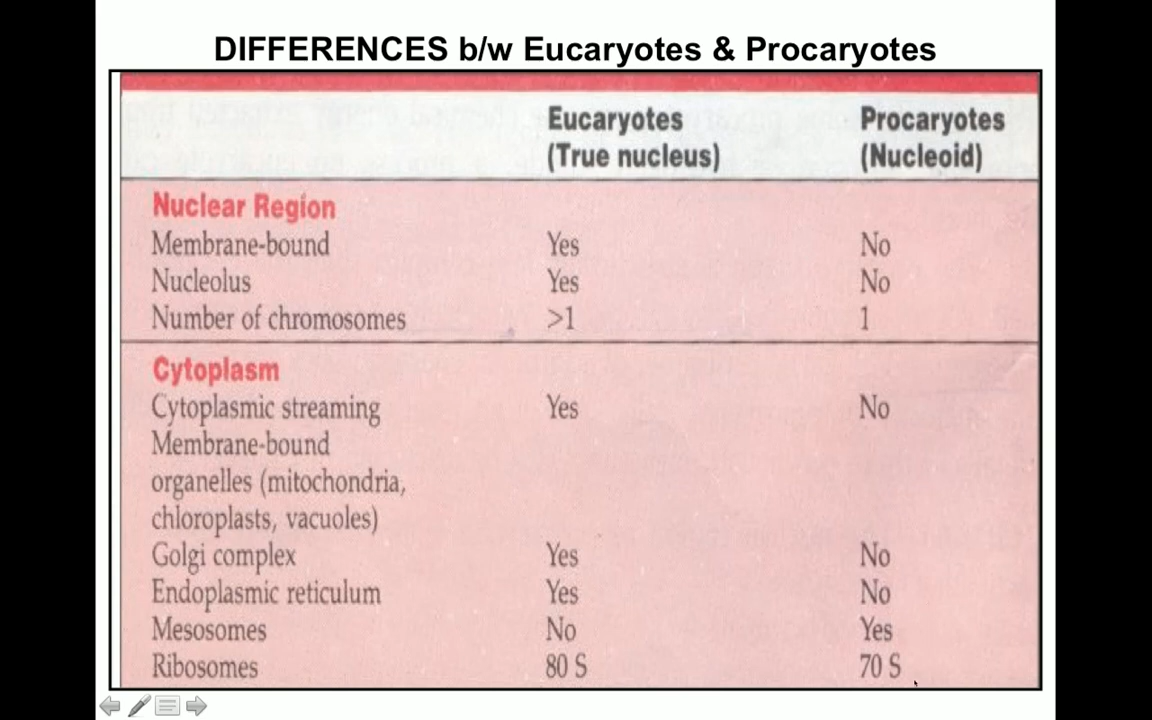 DIFFERENCES b/w Eucaryotes & Procaryotes
Eucaryotes Procaryotes
(True nucleus) (Nucleoid)
Nuclear Region
Membrane-bound Yes No
Nucleolus Yes No
Number of chromosomes >1 1
Cytoplasm
Cytoplasmic streaming Yes No
Membrane-bound
organelles (mitochondria,
chloroplasts, vacuoles)
Golgi complex Yes No
Endoplasmic reticulum Yes No
Mesosomes No Yes
Ribosomes 80 S 70 S